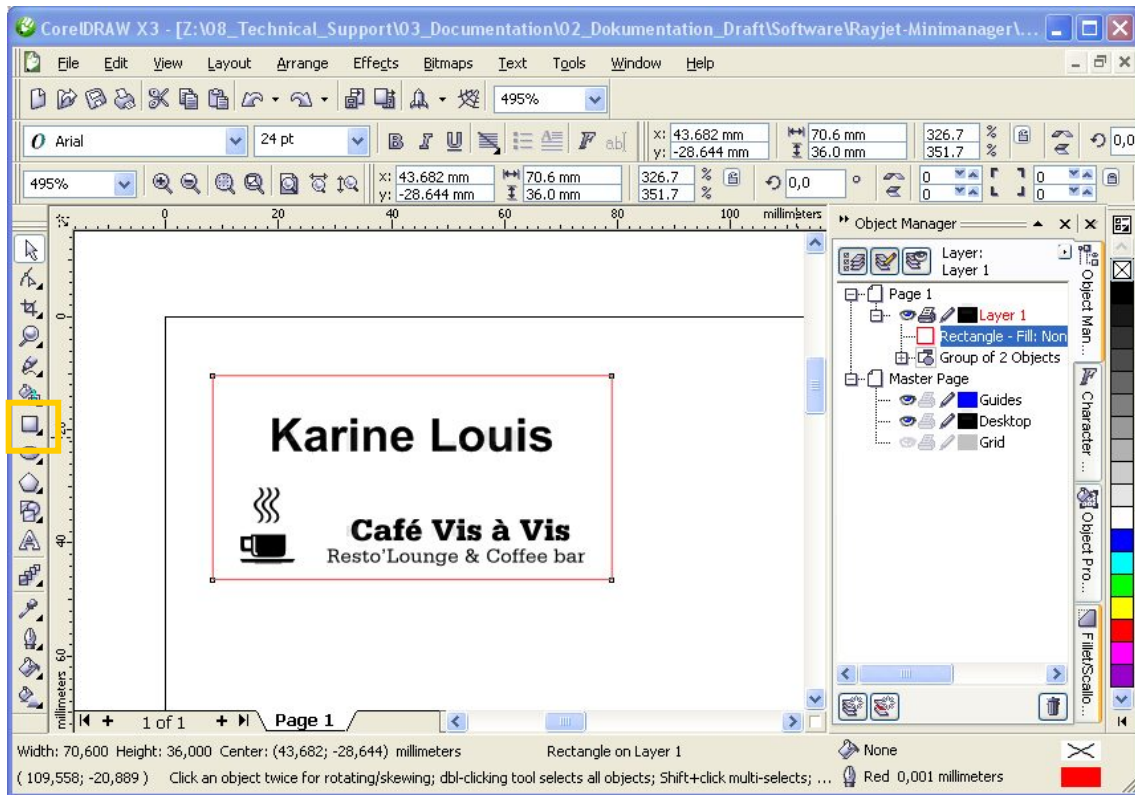 CorelDRAW X3 - [Z:\08_Technical_Support\03_Documentation\02_Dokumentation_Draft\Software\Rayjet-Minimanager\...
File Edit View Layout Arrange Effects Bitmaps Text Tools Window Help
495%
O Arial 24 pt B I U F ab x: 43.682 mm 70.6 mm 326.7 % 0,0
y: -28.644 mm 36.0 mm 351.7 %
495% x: 43.682 mm 70.6 mm 326.7 % 0,0 ° 0 0
y: -28.644 mm 36.0 mm 351.7 % 0 0
0 20 40 60 80 100 millimeters
Object Manager
Layer:
Layer 1
Page 1
Layer 1
Rectangle - Fill: Non
Group of 2 Objects
Master Page
Guides
Desktop
Grid
Object Man...
Character ...
Object Pro...
Fillet/Scallo...
0
20
40
60
millimeters
Karine Louis
Café Vis à Vis
Resto'Lounge & Coffee bar
1 of 1 Page 1
Width: 70,600 Height: 36,000 Center: (43,682; -28,644) millimeters Rectangle on Layer 1 None
( 109,558; -20,889 ) Click an object twice for rotating/skewing; dbl-clicking tool selects all objects; Shift+click multi-selects; ... Red 0,001 millimeters